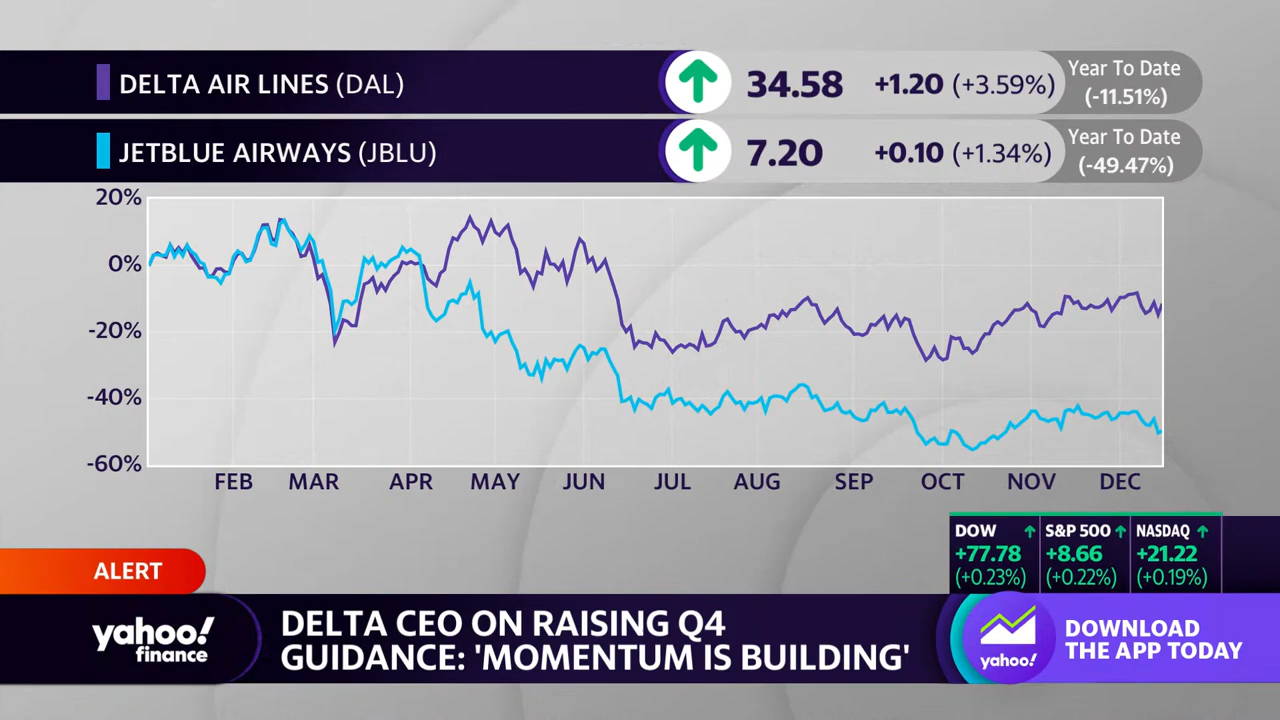 DELTA AIR LINES (DAL) 34.58 +1.20 (+3.59%) Year To Date
(-11.51%)
JETBLUE AIRWAYS (JBLU) 7.20 +0.10 (+1.34%) Year To Date
(-49.47%)
20%
0%
-20%
-40%
-60%
FEB MAR APR MAY JUN JUL AUG SEP OCT NOV DEC
DOW S&P 500 NASDAQ
+77.78 +8.66 +21.22
(+0.23%) (+0.22%) (+0.19%)
ALERT
yahoo!
finance
DELTA CEO ON RAISING Q4
GUIDANCE: 'MOMENTUM IS BUILDING'
yahoo!
DOWNLOAD
THE APP TODAY